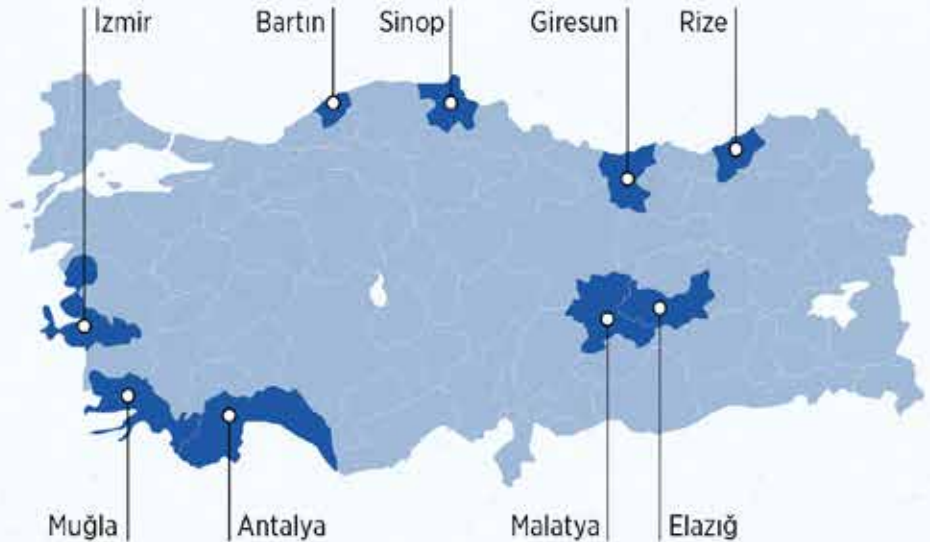 İzmir
Bartın
Sinop
Giresun
Rize
Muğla
Antalya
Malatya
Elazığ